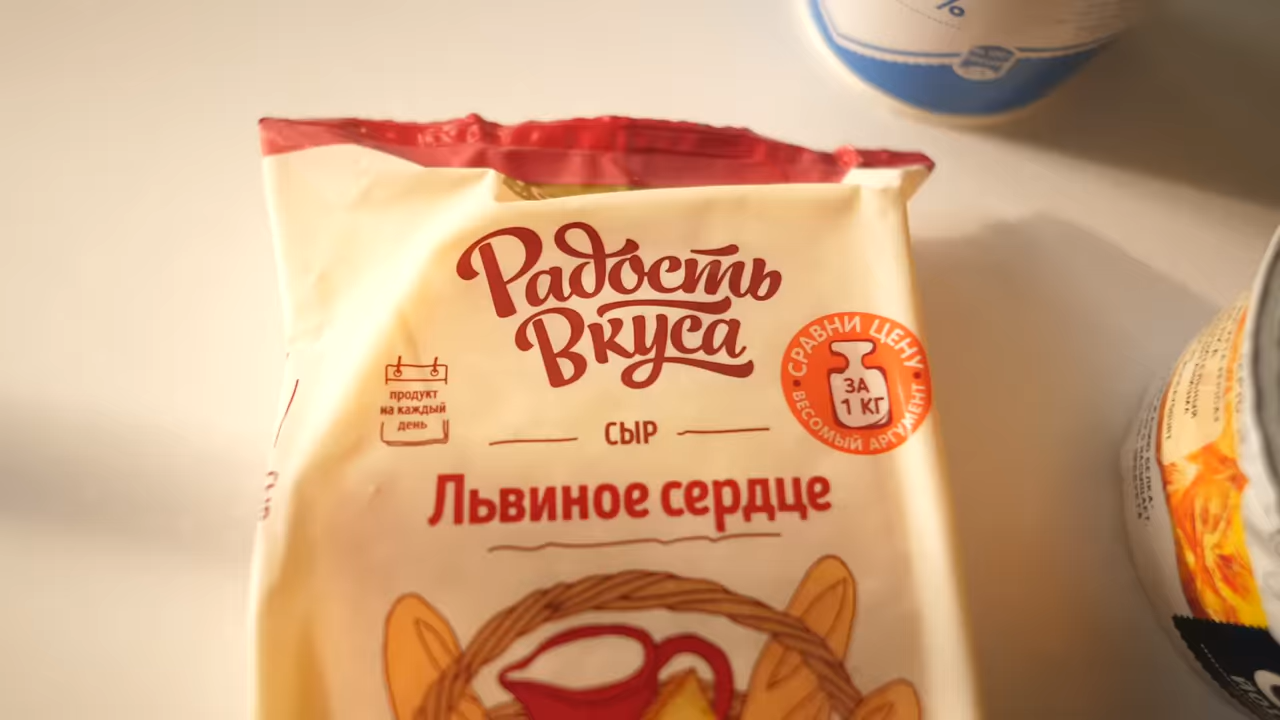 %
Радость
Вкуса
СРАВНИ ЦЕНУ
ЗА
1 КГ
ВЕСОМЫЙ АРГУМЕНТ
продукт
на каждый
день
СЫР
Львиное сердце